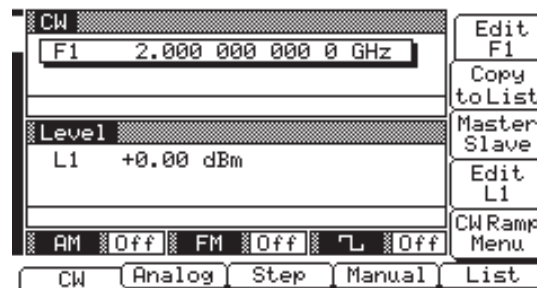 CW
F1 2.000 000 000 0 GHz
Level
L1 +0.00 dBm
AM Off FM Off Off
Edit
F1
Copy
to List
Master-
Slave
Edit
L1
CW Ramp
Menu
CW Analog Step Manual List